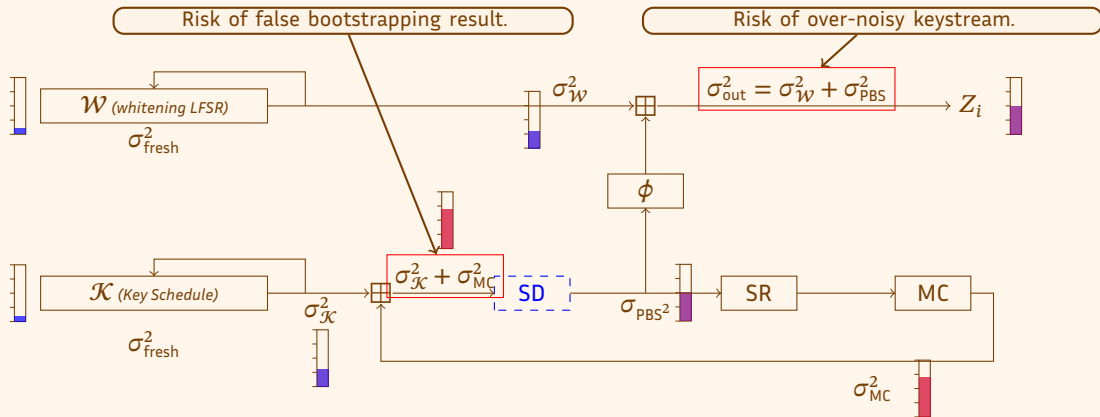 Risk of false bootstrapping result.
Risk of over-noisy keystream.
𝒲 (whitening LFSR)
σ²_fresh
σ²_𝒲
⊞
σ²_out = σ²_𝒲 + σ²_PBS
Z_i
ϕ
𝒦 (Key Schedule)
σ²_fresh
σ²_𝒦
⊞
σ²_𝒦 + σ²_MC
SD
σ_PBS²
SR
MC
σ²_MC